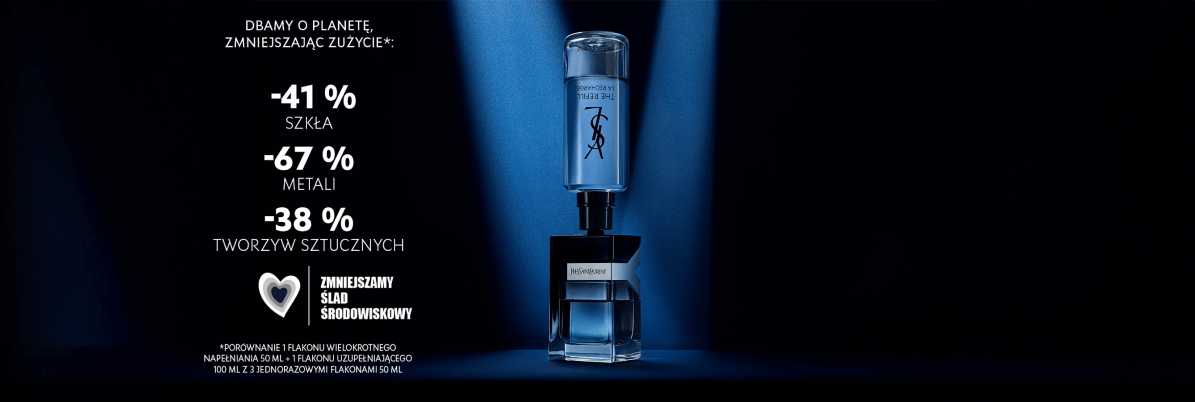 DBAMY O PLANETĘ,
ZMNIEJSZAJĄC ZUŻYCIE*:
-41 %
SZKŁA
-67 %
METALI
-38 %
TWORZYW SZTUCZNYCH
ZMNIEJSZAMY
ŚLAD
ŚRODOWISKOWY
*PORÓWNANIE 1 FLAKONU WIELOKROTNEGO
NAPEŁNIANIA 50 ML + 1 FLAKONU UZUPEŁNIAJĄCEGO
100 ML Z 3 JEDNORAZOWYMI FLAKONAMI 50 ML
YSL
THE REFILL
LA RECHARGE
YVESSAINTLAURENT